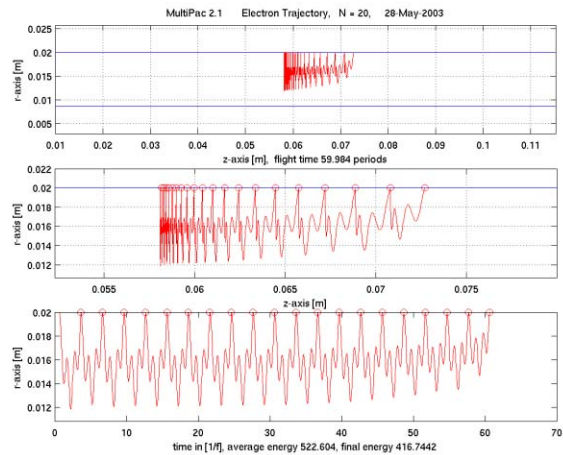 MultiPac 2.1 Electron Trajectory, N = 20, 28-May-2003
r-axis [m]
0.02
0.015
0.01
0.005
0.01 0.02 0.03 0.04 0.05 0.06 0.07 0.08 0.09 0.1 0.11
z-axis [m], flight time 59.984 periods
r-axis [m]
0.022
0.02
0.018
0.016
0.014
0.012
0.055 0.06 0.065 0.07 0.075
z-axis [m]
r-axis [m]
0.02
0.018
0.016
0.014
0.012
0 10 20 30 40 50 60 70
time in [1/f], average energy 522.604, final energy 416.7442